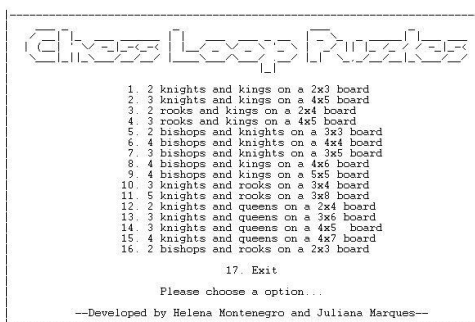 Chess Loop Puzzles
1. 2 knights and kings on a 2x3 board
2. 3 knights and kings on a 4x5 board
3. 2 rooks and kings on a 2x4 board
4. 3 rooks and kings on a 4x5 board
5. 2 bishops and knights on a 3x3 board
6. 4 bishops and knights on a 4x4 board
7. 3 bishops and knights on a 3x5 board
8. 4 bishops and kings on a 4x6 board
9. 4 bishops and kings on a 5x5 board
10. 3 knights and rooks on a 3x4 board
11. 5 knights and rooks on a 3x8 board
12. 2 knights and queens on a 2x4 board
13. 3 knights and queens on a 3x6 board
14. 3 knights and queens on a 4x5  board
15. 4 knights and queens on a 4x7 board
16. 2 bishops and rooks on a 2x3 board
17. Exit
Please choose a option...
--Developed by Helena Montenegro and Juliana Marques--